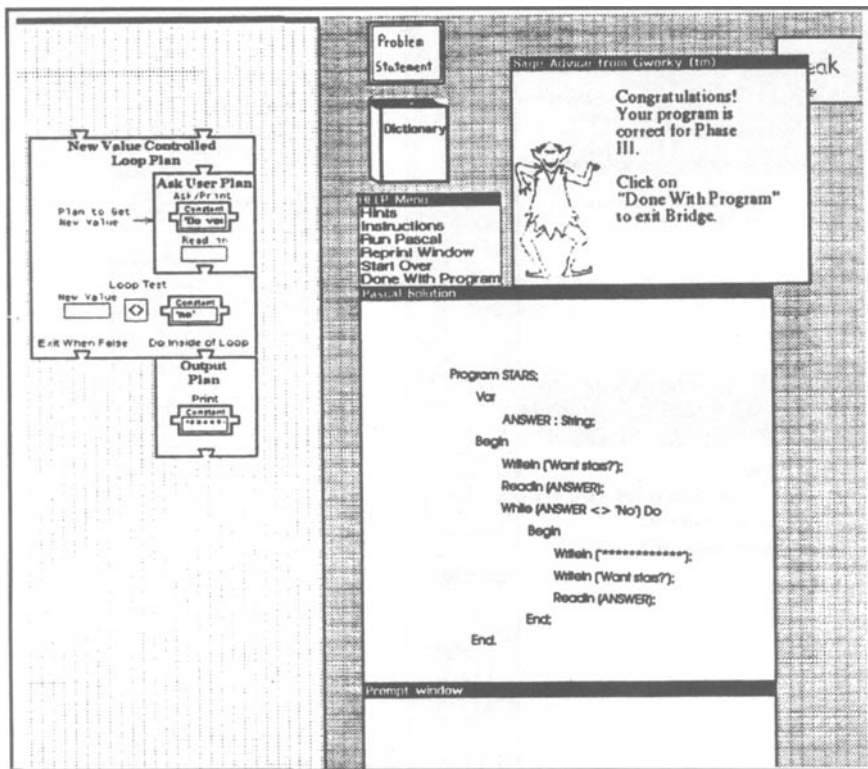 New Value Controlled
Loop Plan
Ask User Plan
Ask/Print
Constant
Plan to Get
New Value
Read In
Loop Test
New Value
<>
Constant
'no'
Exit When False
Do Inside of Loop
Output
Plan
Print
Constant
Problem
Statement
Dictionary
HELP Menu
Hints
Instructions
Run Pascal
Reprint Window
Start Over
Done With Program
Sage Advice from Gworky (tm)
Congratulations!
Your program is
correct for Phase
III.
Click on
"Done With Program"
to exit Bridge.
Pascal Solution
Program STARS;
Var
ANSWER : String;
Begin
Writeln ('Want stars?');
Readln (ANSWER);
While (ANSWER <> 'No') Do
Begin
Writeln ('************');
Writeln ('Want stars?');
Readln (ANSWER);
End;
End.
Prompt window